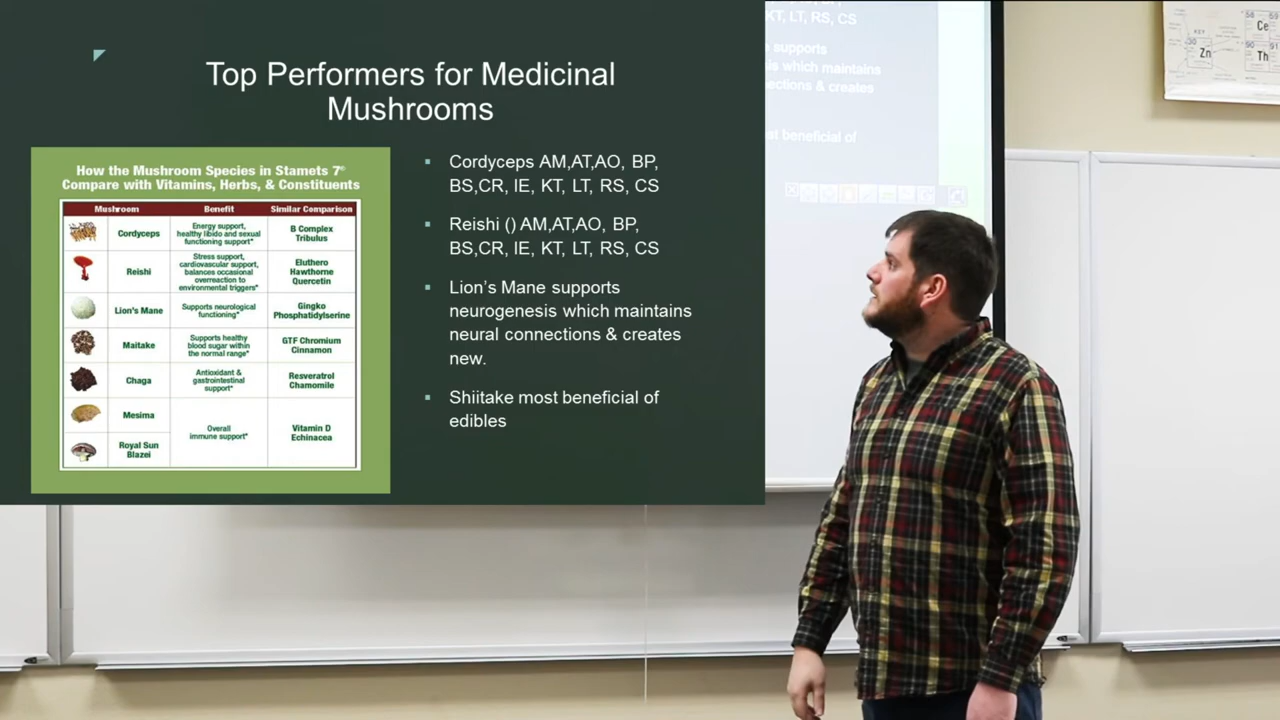 Top Performers for Medicinal
Mushrooms
How the Mushroom Species in Stamets 7®
Compare with Vitamins, Herbs, & Constituents
Mushroom Benefit Similar Comparison
Cordyceps
Energy support,
healthy libido and sexual
functioning support*
B Complex
Tribulus
Reishi
Stress support,
cardiovascular support,
balances occasional
overreaction to
environmental triggers*
Eluthero
Hawthorne
Quercetin
Lion's Mane
Supports neurological
functioning*
Gingko
Phosphatidylserine
Maitake
Supports healthy
blood sugar within
the normal range*
GTF Chromium
Cinnamon
Chaga
Antioxidant &
gastrointestinal
support*
Resveratrol
Chamomile
Mesima
Royal Sun
Blazei
Overall
immune support*
Vitamin D
Echinacea
▪ Cordyceps AM,AT,AO, BP,
BS,CR, IE, KT, LT, RS, CS
▪ Reishi () AM,AT,AO, BP,
BS,CR, IE, KT, LT, RS, CS
▪ Lion's Mane supports
neurogenesis which maintains
neural connections & creates
new.
▪ Shiitake most beneficial of
edibles
KT, LT, RS, CS
supports
which maintains
& creates
beneficial of
KEY
30
Zn
58 59
Ce
90 91
Th